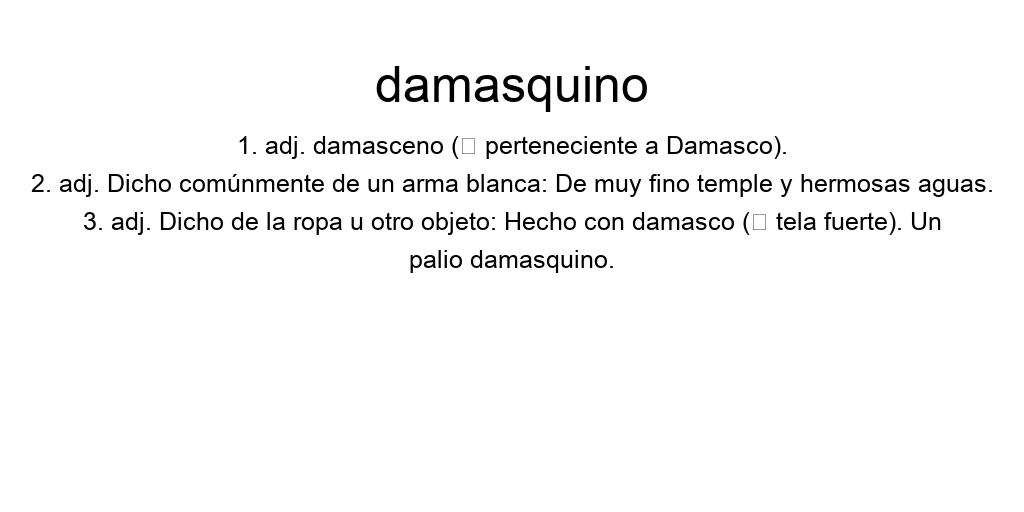 damasquino
1. adj. damasceno (□ perteneciente a Damasco).
2. adj. Dicho comúnmente de un arma blanca: De muy fino temple y hermosas aguas.
3. adj. Dicho de la ropa u otro objeto: Hecho con damasco (□ tela fuerte). Un
palio damasquino.